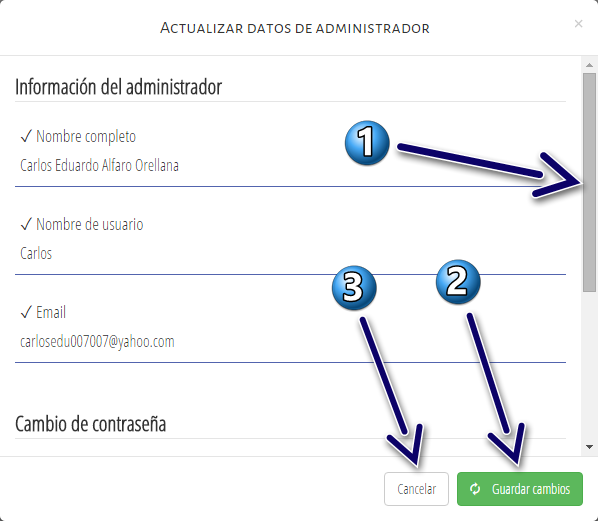 Actualizar datos de administrador
×
Información del administrador
✓ Nombre completo
Carlos Eduardo Alfaro Orellana
1
✓ Nombre de usuario
Carlos
3
2
✓ Email
carlosedu007007@yahoo.com
Cambio de contraseña
Cancelar
Guardar cambios